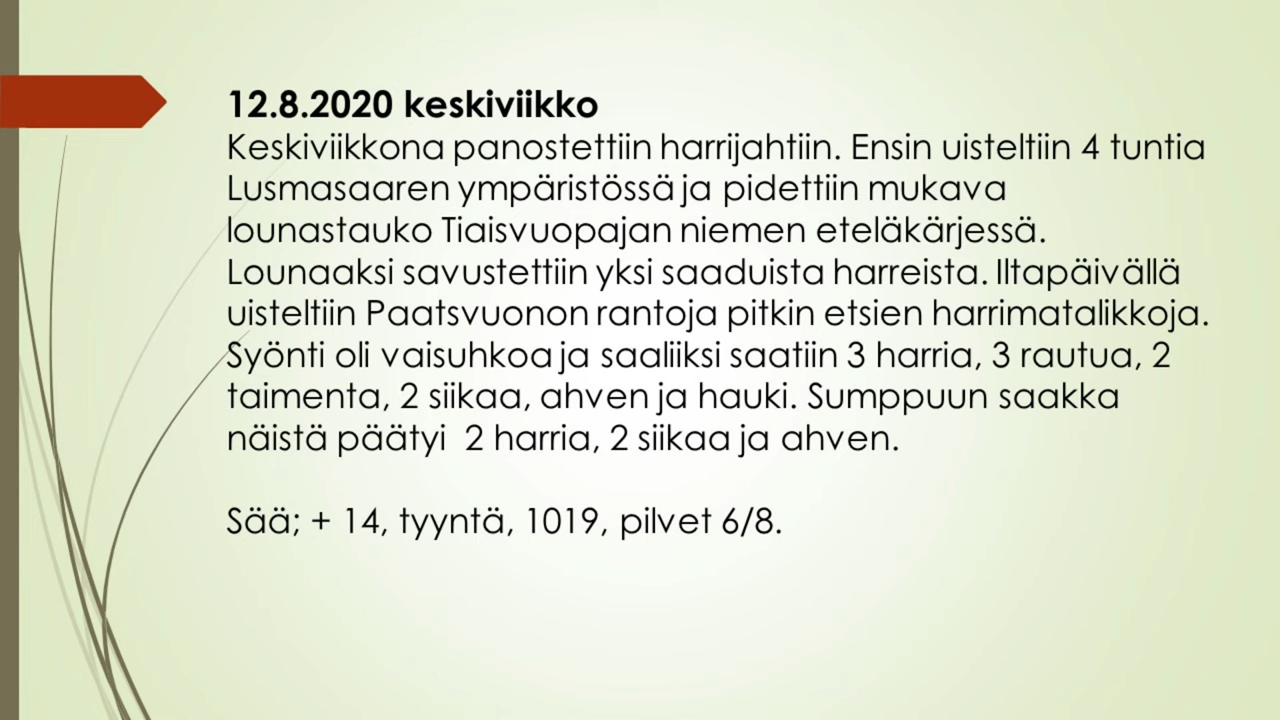 12.8.2020 keskiviikko
Keskiviikkona panostettiin harrijahtiin. Ensin uisteltiin 4 tuntia
Lusmasaaren ympäristössä ja pidettiin mukava
lounastauko Tiaisvuopajan niemen eteläkärjessä.
Lounaaksi savustettiin yksi saaduista harreista. Iltapäivällä
uisteltiin Paatsvuonon rantoja pitkin etsien harrimatalikkoja.
Syönti oli vaisuhkoa ja saaliiksi saatiin 3 harria, 3 rautua, 2
taimenta, 2 siikaa, ahven ja hauki. Sumppuun saakka
näistä päätyi  2 harria, 2 siikaa ja ahven.
Sää; + 14, tyyntä, 1019, pilvet 6/8.